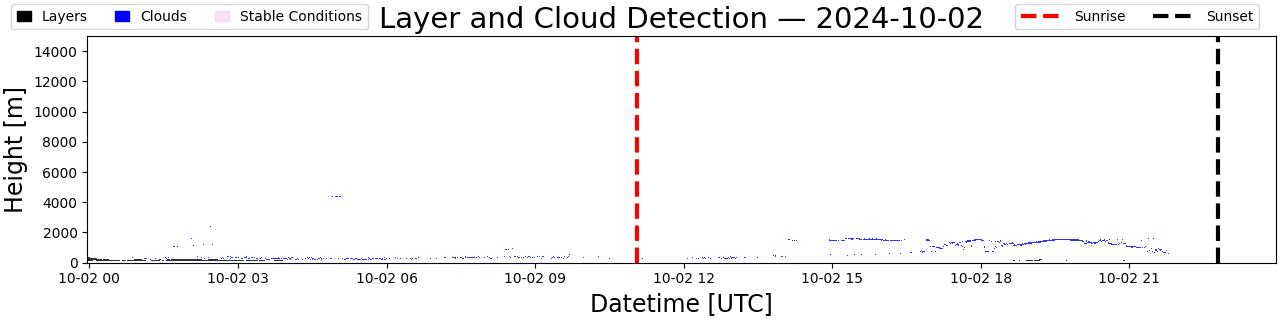 Layers Clouds Stable Conditions Layer and Cloud Detection — 2024-10-02 Sunrise Sunset
Height [m]
14000
12000
10000
8000
6000
4000
2000
0
10-02 00 10-02 03 10-02 06 10-02 09 10-02 12 10-02 15 10-02 18 10-02 21
Datetime [UTC]